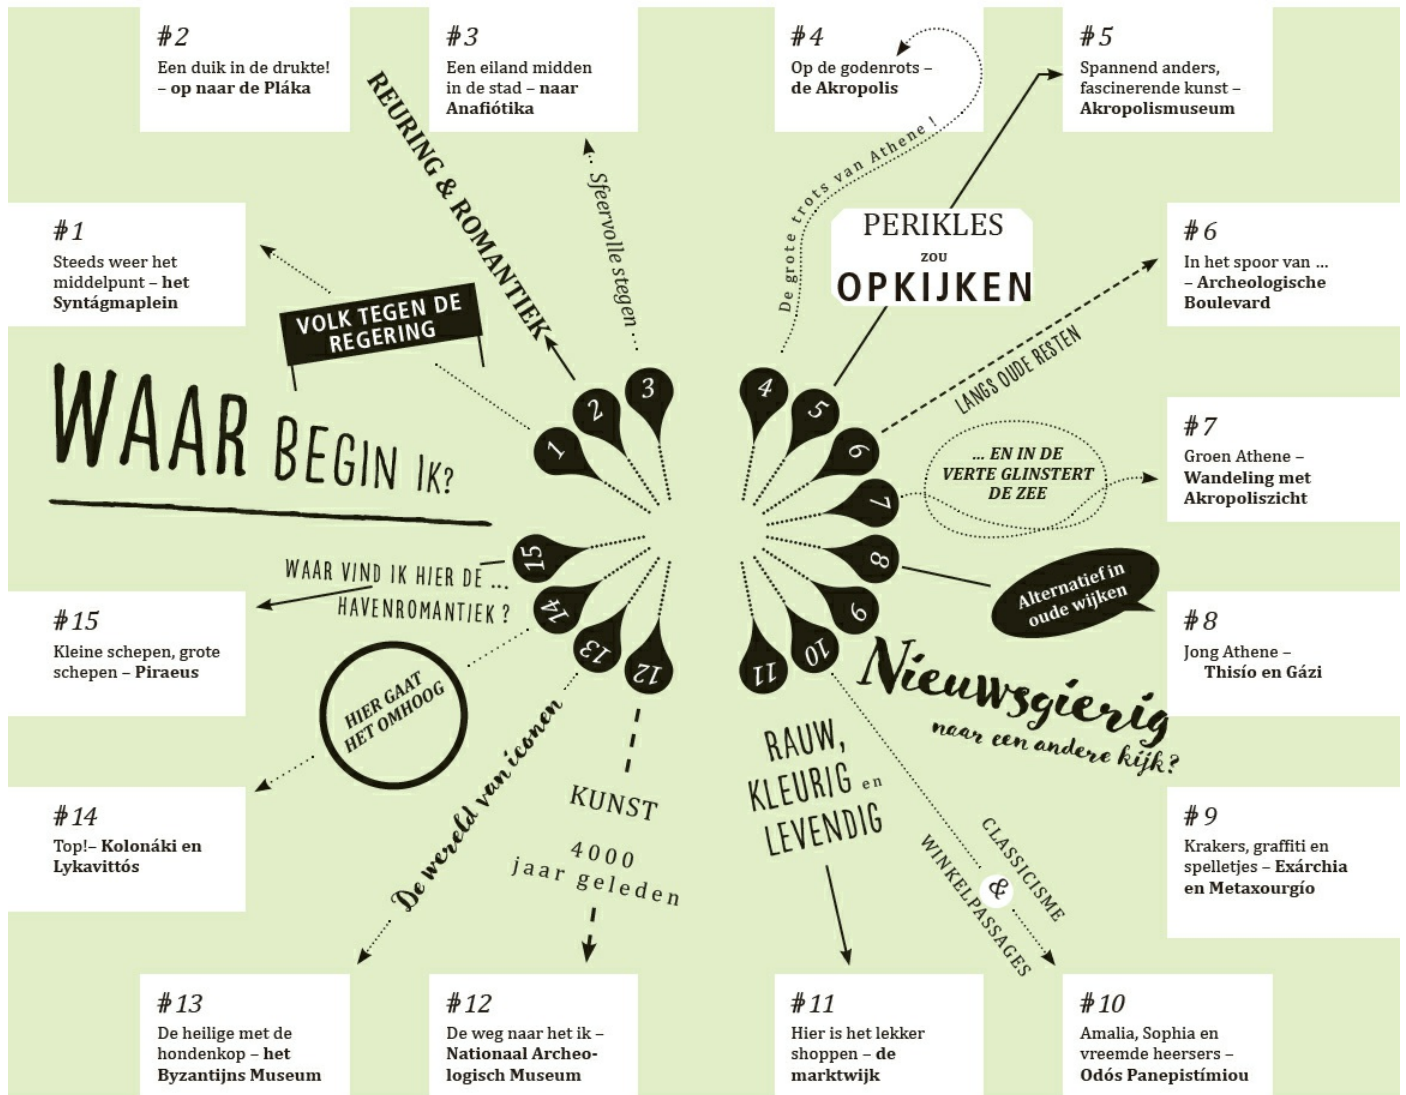 #2
Een duik in de drukte!
– op naar de Pláka
#3
Een eiland midden
in de stad – naar
Anafiótika
#4
Op de godenrots –
de Akropolis
#5
Spannend anders,
fascinerende kunst –
Akropolismuseum
#1
Steeds weer het
middelpunt – het
Syntágmaplein
VOLK TEGEN DE
REGERING
REURING & ROMANTIEK
Sfeervolle stegen
De grote trots van Athene !
PERIKLES
ZOU
OPKIJKEN
#6
In het spoor van ...
– Archeologische
Boulevard
LANGS OUDE RESTEN
WAAR BEGIN IK?
1
2
3
4
5
6
7
8
9
10
11
12
13
14
15
... EN IN DE
VERTE GLINSTERT
DE ZEE
#7
Groen Athene –
Wandeling met
Akropoliszicht
WAAR VIND IK HIER DE ...
HAVENROMANTIEK ?
Alternatief in
oude wijken
#15
Kleine schepen, grote
schepen – Piraeus
#8
Jong Athene –
Thisío en Gázi
HIER GAAT
HET OMHOOG
Nieuwsgierig
naar een andere kijk?
De wereld van iconen
KUNST
4000
jaar geleden
RAUW,
KLEURIG en
LEVENDIG
CLASSICISME
&
WINKELPASSAGES
#14
Top!– Kolonáki en
Lykavittós
#9
Krakers, graffiti en
spelletjes – Exárchia
en Metaxourgío
#13
De heilige met de
hondenkop – het
Byzantijns Museum
#12
De weg naar het ik –
Nationaal Archeo-
logisch Museum
#11
Hier is het lekker
shoppen – de
marktwijk
#10
Amalia, Sophia en
vreemde heersers –
Odós Panepistímiou